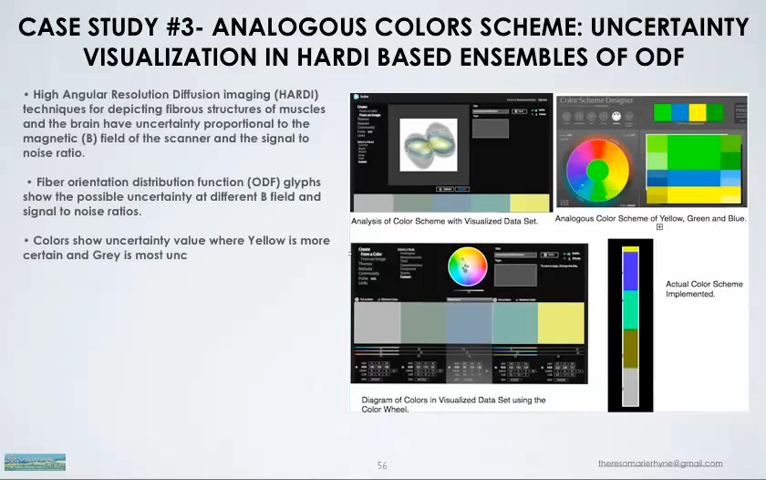 CASE STUDY #3- ANALOGOUS COLORS SCHEME: UNCERTAINTY
VISUALIZATION IN HARDI BASED ENSEMBLES OF ODF
• High Angular Resolution Diffusion imaging (HARDI)
techniques for depicting fibrous structures of muscles
and the brain have uncertainty proportional to the
magnetic (B) field of the scanner and the signal to
noise ratio.
• Fiber orientation distribution function (ODF) glyphs
show the possible uncertainty at different B field and
signal to noise ratios.
• Colors show uncertainty value where Yellow is more
certain and Grey is most unc
Analysis of Color Scheme with Visualized Data Set.
Color Scheme Designer
Analogous Color Scheme of Yellow, Green and Blue.
Actual Color Scheme
Implemented.
Diagram of Colors in Visualized Data Set using the
Color Wheel.
56
theresamarierhyne@gmail.com